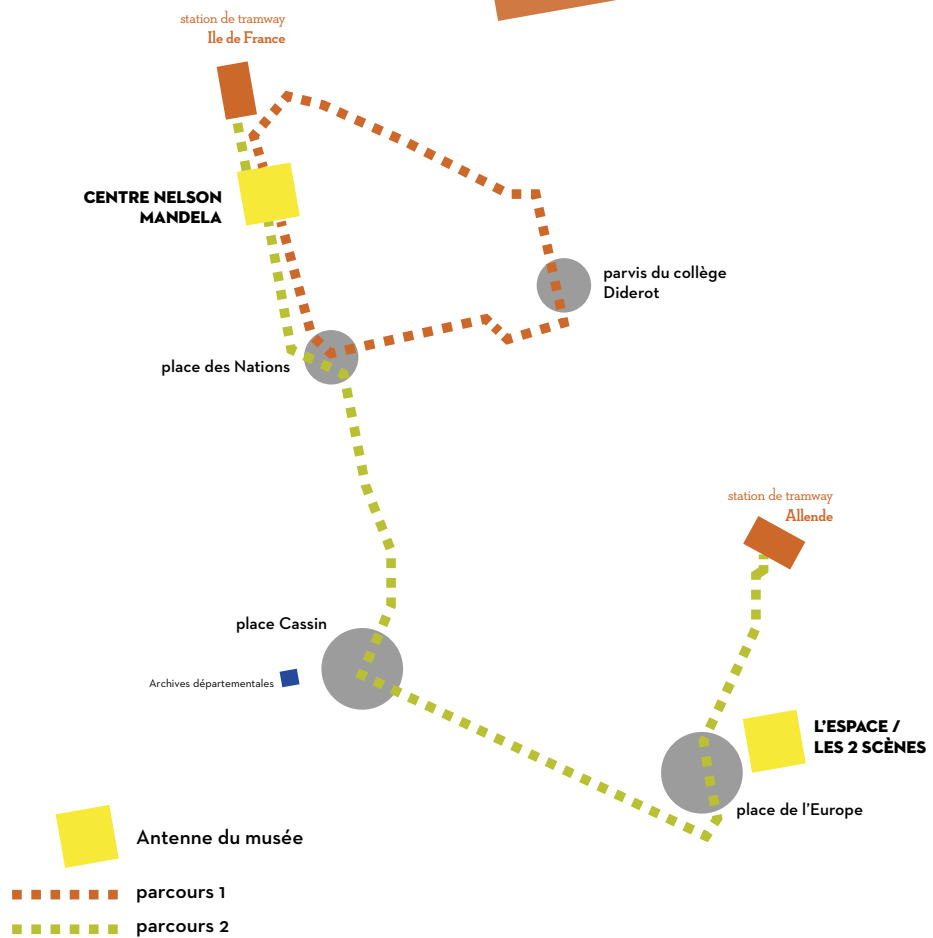 station de tramway
Ile de France
CENTRE NELSON
MANDELA
parvis du collège
Diderot
place des Nations
station de tramway
Allende
place Cassin
Archives départementales
L'ESPACE /
LES 2 SCÈNES
place de l'Europe
Antenne du musée
parcours 1
parcours 2